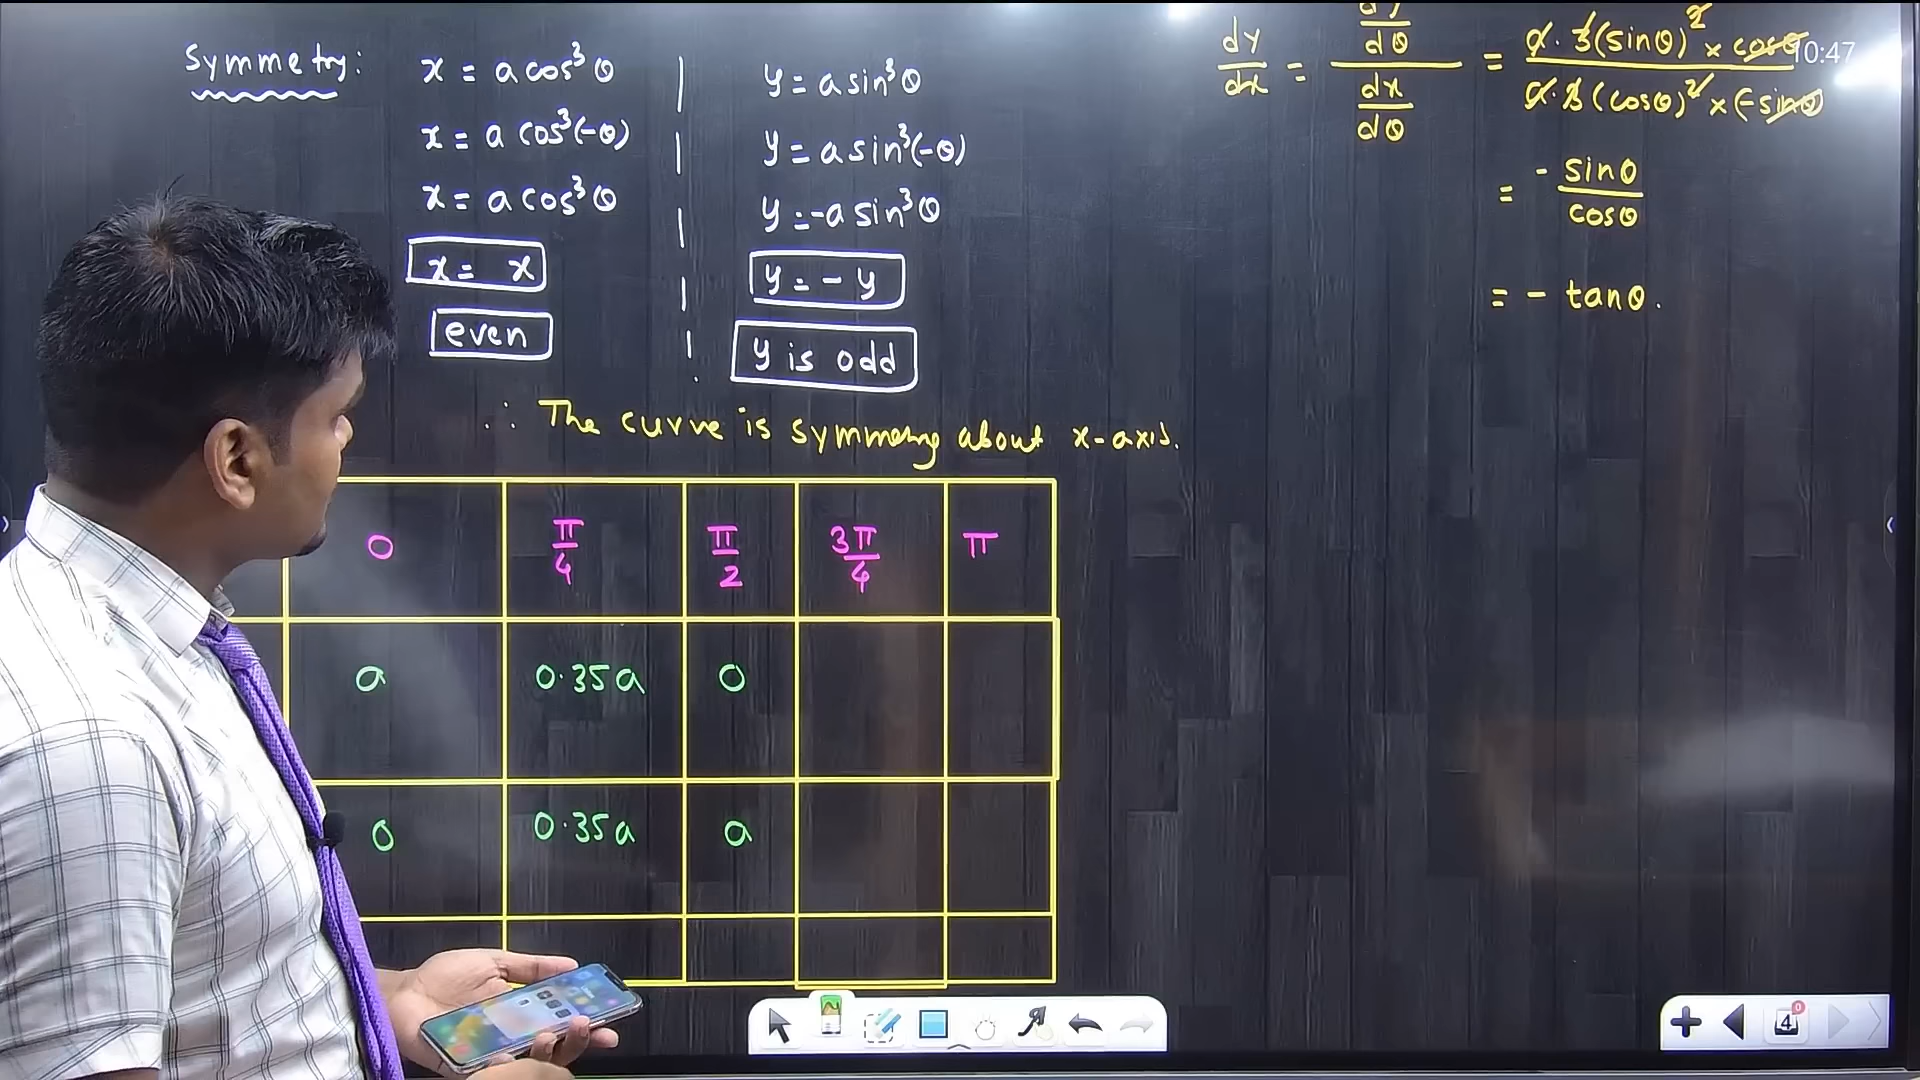 Symmetry: x = a cos³θ | y = a sin³θ
x = a cos³(-θ) | y = a sin³(-θ)
x = a cos³θ | y = -a sin³θ
x = x | y = - y
even | y is odd
∴ The curve is symmetry about x-axis.
dy/dx = (dy/dθ)/(dx/dθ) = a·3(sinθ)² × cosθ / a·3(cosθ)² × (-sinθ)
= - sinθ/cosθ
= - tanθ.
10:47
0 π/4 π/2 3π/4 π
a 0.35a 0
0 0.35a a
4 0